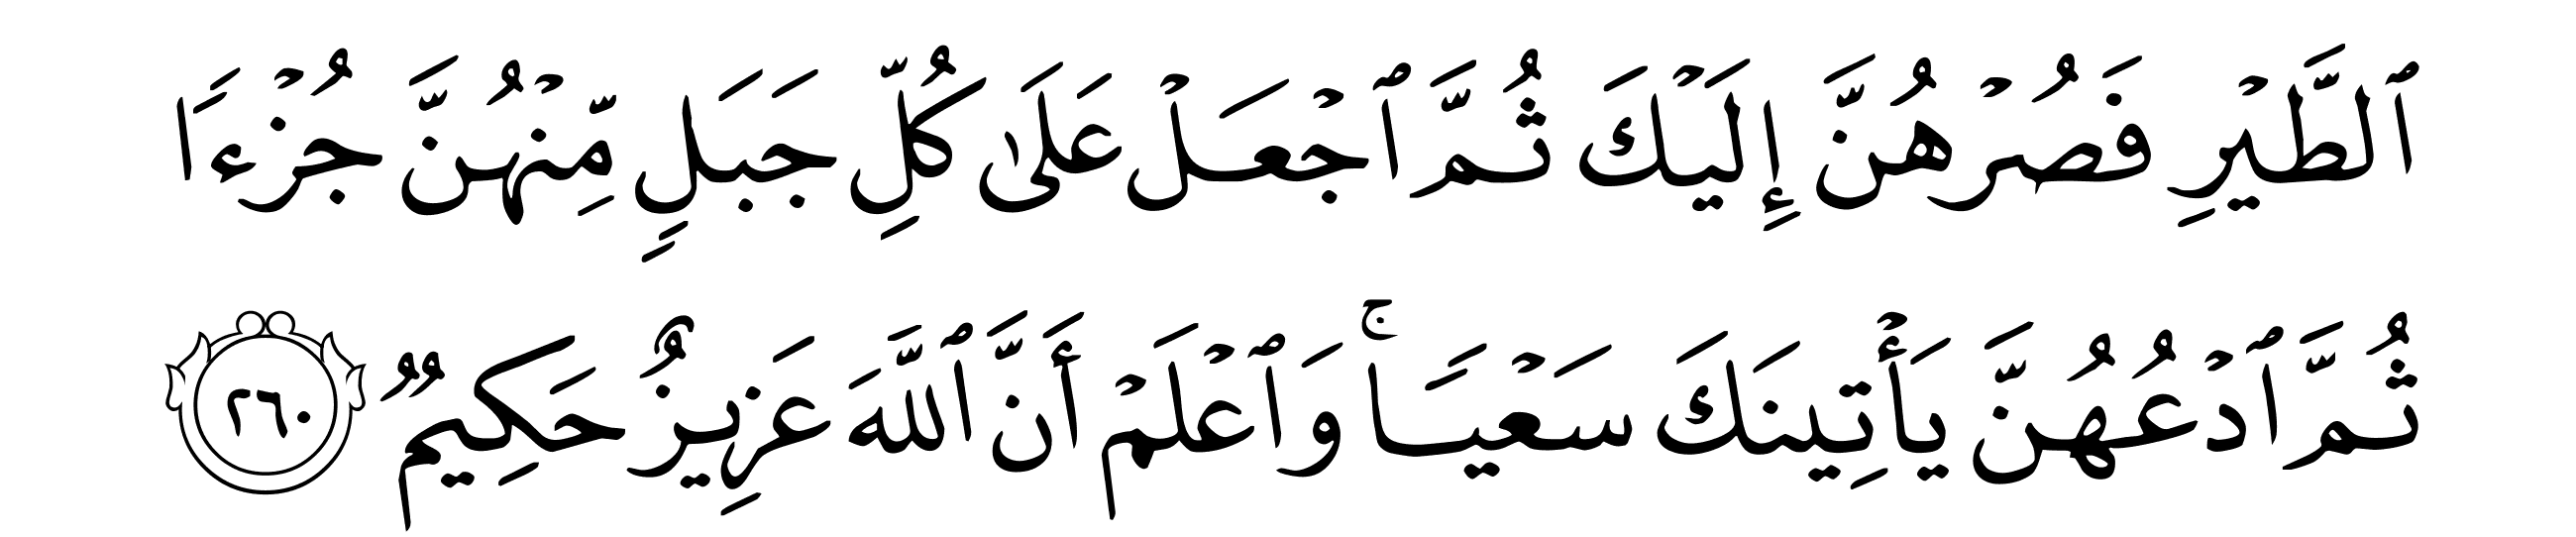 ٱلطَّيۡرِ فَصُرۡهُنَّ إِلَيۡكَ ثُمَّ ٱجۡعَلۡ عَلَىٰ كُلِّ جَبَلٖ مِّنۡهُنَّ جُزۡءٗا
ثُمَّ ٱدۡعُهُنَّ يَأۡتِينَكَ سَعۡيٗاۚ وَٱعۡلَمۡ أَنَّ ٱللَّهَ عَزِيزٌ حَكِيمٞ ٢٦٠